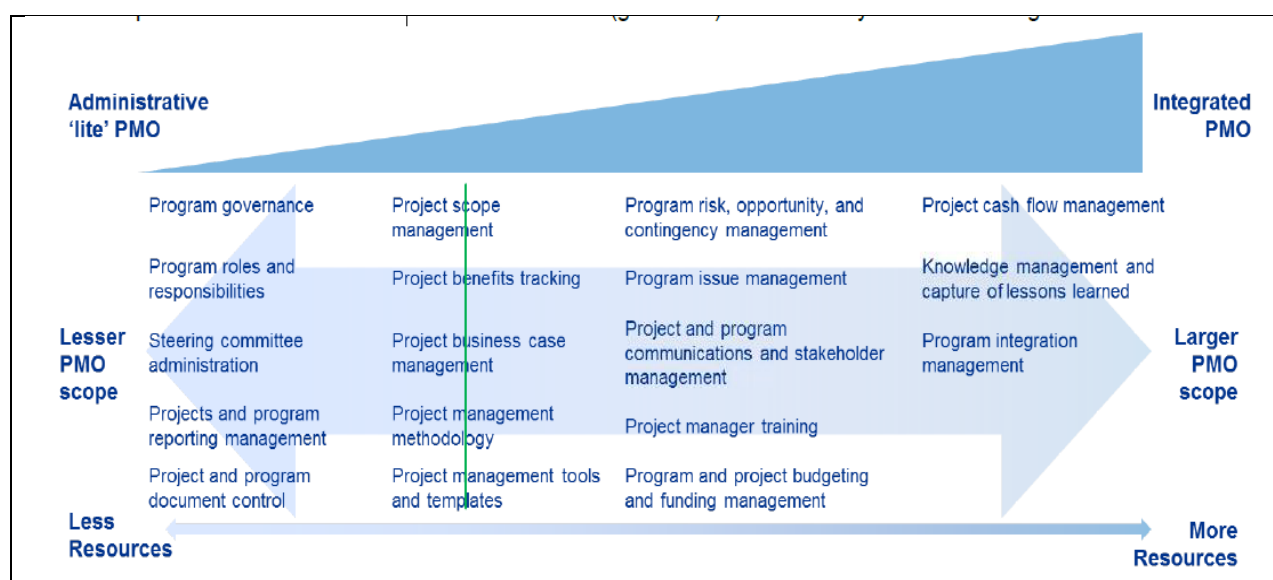 Administrative
'lite' PMO
Integrated
PMO
Program governance
Program roles and
responsibilities
Steering committee
administration
Projects and program
reporting management
Project and program
document control
Project scope
management
Project benefits tracking
Project business case
management
Project management
methodology
Project management tools
and templates
Program risk, opportunity, and
contingency management
Program issue management
Project and program
communications and stakeholder
management
Project manager training
Program and project budgeting
and funding management
Project cash flow management
Knowledge management and
capture of lessons learned
Program integration
management
Lesser
PMO
scope
Larger
PMO
scope
Less
Resources
More
Resources